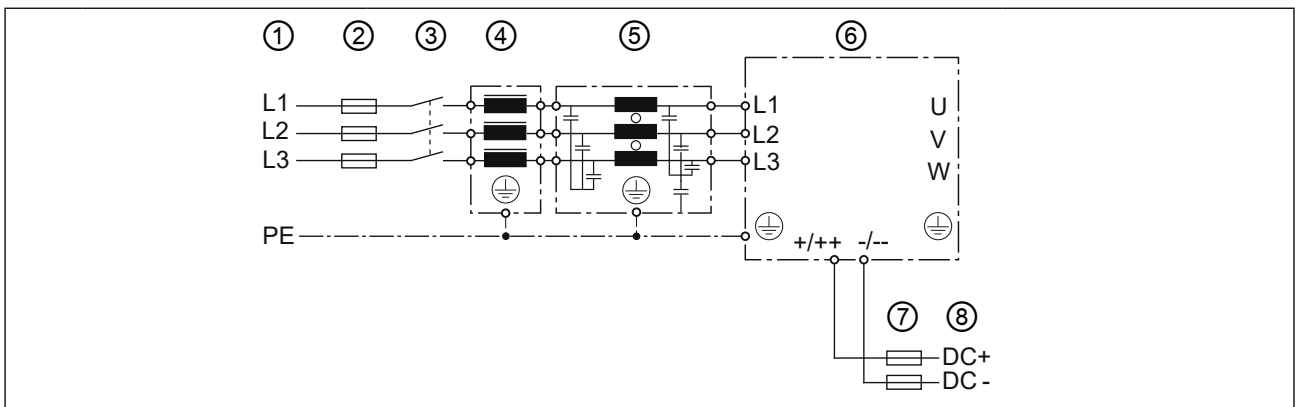 ① ② ③ ④ ⑤ ⑥
L1 L1 U
L2 L2 V
L3 L3 W
PE
+/++ -/--
⑦ ⑧
DC+
DC -